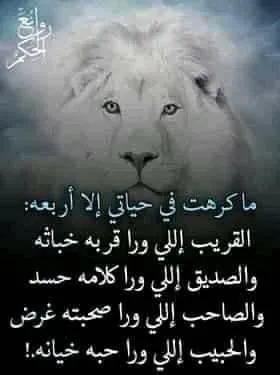 روائع الحكم
ما كرهت في حياتي إلا أربعه:
القريب إللي ورا قربه خباثه
والصديق إللي ورا كلامه حسد
والصاحب إللي ورا صحبته غرض
والحبيب إللي ورا حبه خيانه.!